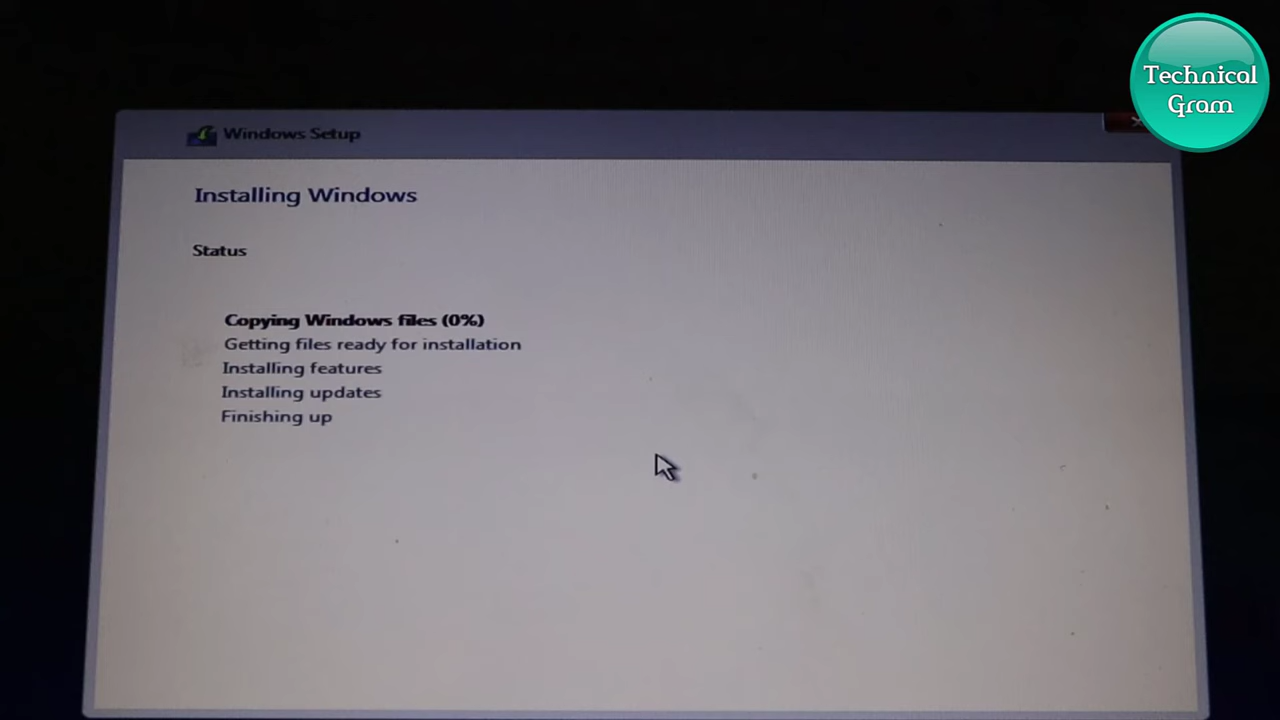 Technical
Gram
Windows Setup
Installing Windows
Status
Copying Windows files (0%)
Getting files ready for installation
Installing features
Installing updates
Finishing up